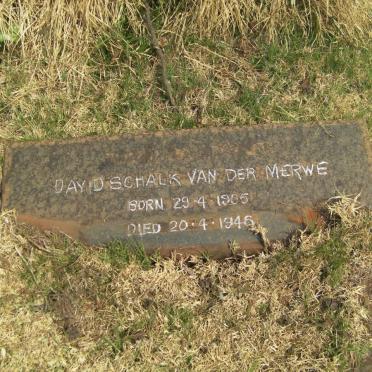 DAVID SCHALK VAN DER MERWE
BORN 29·4·1905
DIED 20·4·1946